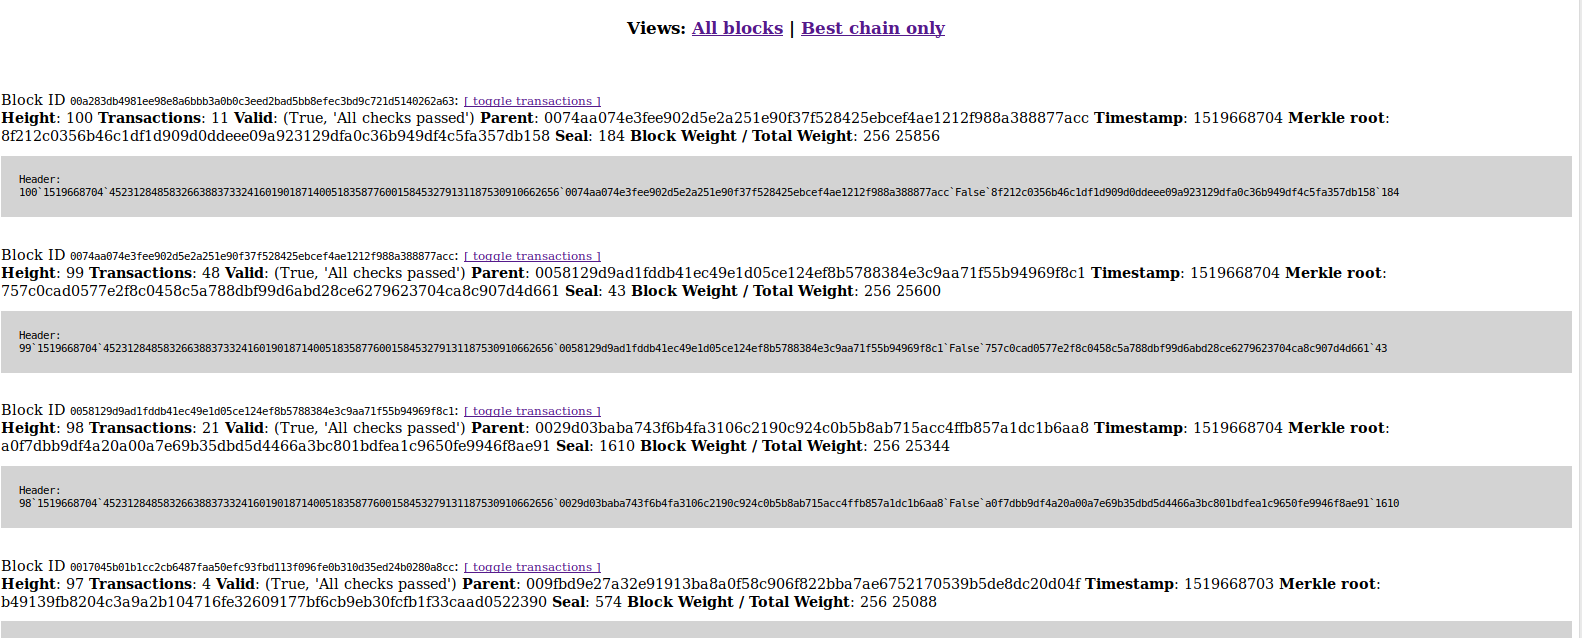 Views: All blocks | Best chain only
Block ID 00a283db4981ee98e8a6bbb3a0b0c3eed2bad5bb8efec3bd9c721d5140262a63: [ toggle transactions ]
Height: 100 Transactions: 11 Valid: (True, 'All checks passed') Parent: 0074aa074e3fee902d5e2a251e90f37f528425ebcef4ae1212f988a388877acc Timestamp: 1519668704 Merkle root:
8f212c0356b46c1df1d909d0ddeee09a923129dfa0c36b949df4c5fa357db158 Seal: 184 Block Weight / Total Weight: 256 25856
Header:
100`1519668704`452312848583266388373324160190187140051835877600158453279131187530910662656`0074aa074e3fee902d5e2a251e90f37f528425ebcef4ae1212f988a388877acc`False`8f212c0356b46c1df1d909d0ddeee09a923129dfa0c36b949df4c5fa357db158`184
Block ID 0074aa074e3fee902d5e2a251e90f37f528425ebcef4ae1212f988a388877acc: [ toggle transactions ]
Height: 99 Transactions: 48 Valid: (True, 'All checks passed') Parent: 0058129d9ad1fddb41ec49e1d05ce124ef8b5788384e3c9aa71f55b94969f8c1 Timestamp: 1519668704 Merkle root:
757c0cad0577e2f8c0458c5a788dbf99d6abd28ce6279623704ca8c907d4d661 Seal: 43 Block Weight / Total Weight: 256 25600
Header:
99`1519668704`452312848583266388373324160190187140051835877600158453279131187530910662656`0058129d9ad1fddb41ec49e1d05ce124ef8b5788384e3c9aa71f55b94969f8c1`False`757c0cad0577e2f8c0458c5a788dbf99d6abd28ce6279623704ca8c907d4d661`43
Block ID 0058129d9ad1fddb41ec49e1d05ce124ef8b5788384e3c9aa71f55b94969f8c1: [ toggle transactions ]
Height: 98 Transactions: 21 Valid: (True, 'All checks passed') Parent: 0029d03baba743f6b4fa3106c2190c924c0b5b8ab715acc4ffb857a1dc1b6aa8 Timestamp: 1519668704 Merkle root:
a0f7dbb9df4a20a00a7e69b35dbd5d4466a3bc801bdfea1c9650fe9946f8ae91 Seal: 1610 Block Weight / Total Weight: 256 25344
Header:
98`1519668704`452312848583266388373324160190187140051835877600158453279131187530910662656`0029d03baba743f6b4fa3106c2190c924c0b5b8ab715acc4ffb857a1dc1b6aa8`False`a0f7dbb9df4a20a00a7e69b35dbd5d4466a3bc801bdfea1c9650fe9946f8ae91`1610
Block ID 0017045b01b1cc2cb6487faa50efc93fbd113f096fe0b310d35ed24b0280a8cc: [ toggle transactions ]
Height: 97 Transactions: 4 Valid: (True, 'All checks passed') Parent: 009fbd9e27a32e91913ba8a0f58c906f822bba7ae6752170539b5de8dc20d04f Timestamp: 1519668703 Merkle root:
b49139fb8204c3a9a2b104716fe32609177bf6cb9eb30fcfb1f33caad0522390 Seal: 574 Block Weight / Total Weight: 256 25088